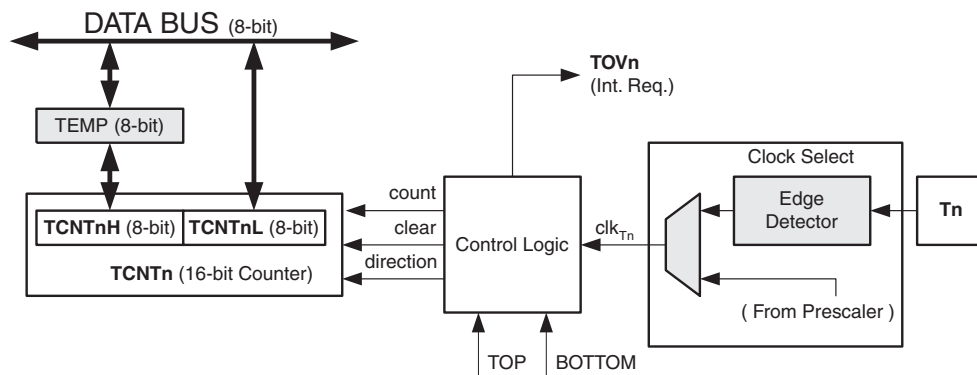 DATA BUS (8-bit)
TOVn
(Int. Req.)
TEMP (8-bit)
Clock Select
count
TCNTnH (8-bit) TCNTnL (8-bit)
clear
Control Logic
clkTn
Edge
Detector
Tn
TCNTn (16-bit Counter)
direction
( From Prescaler )
TOP
BOTTOM